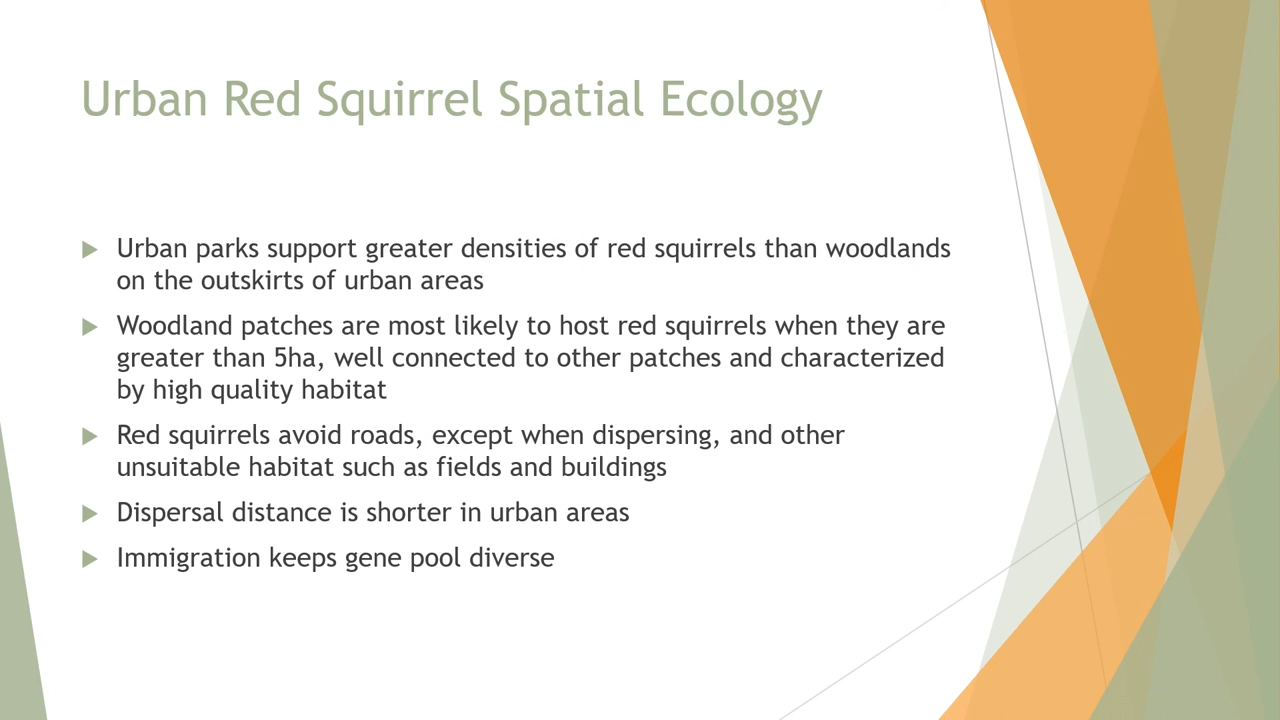 Urban Red Squirrel Spatial Ecology
Urban parks support greater densities of red squirrels than woodlands
on the outskirts of urban areas
Woodland patches are most likely to host red squirrels when they are
greater than 5ha, well connected to other patches and characterized
by high quality habitat
Red squirrels avoid roads, except when dispersing, and other
unsuitable habitat such as fields and buildings
Dispersal distance is shorter in urban areas
Immigration keeps gene pool diverse